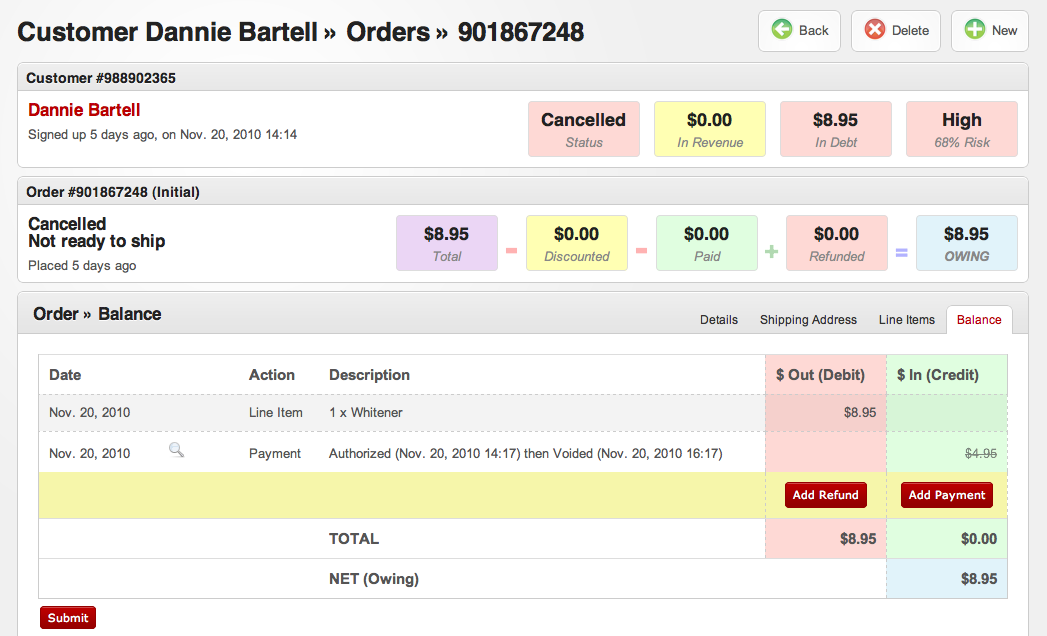 Customer Dannie Bartell » Orders » 901867248
Back
Delete
New
Customer #988902365
Dannie Bartell
Signed up 5 days ago, on Nov. 20, 2010 14:14
Cancelled
Status
$0.00
In Revenue
$8.95
In Debt
High
68% Risk
Order #901867248 (Initial)
Cancelled
Not ready to ship
Placed 5 days ago
$8.95
Total
-
$0.00
Discounted
-
$0.00
Paid
+
$0.00
Refunded
=
$8.95
OWING
Order » Balance
Details Shipping Address Line Items Balance
Date Action Description $ Out (Debit) $ In (Credit)
Nov. 20, 2010 Line Item 1 x Whitener $8.95
Nov. 20, 2010 Payment Authorized (Nov. 20, 2010 14:17) then Voided (Nov. 20, 2010 16:17) $4.95
Add Refund Add Payment
TOTAL $8.95 $0.00
NET (Owing) $8.95
Submit